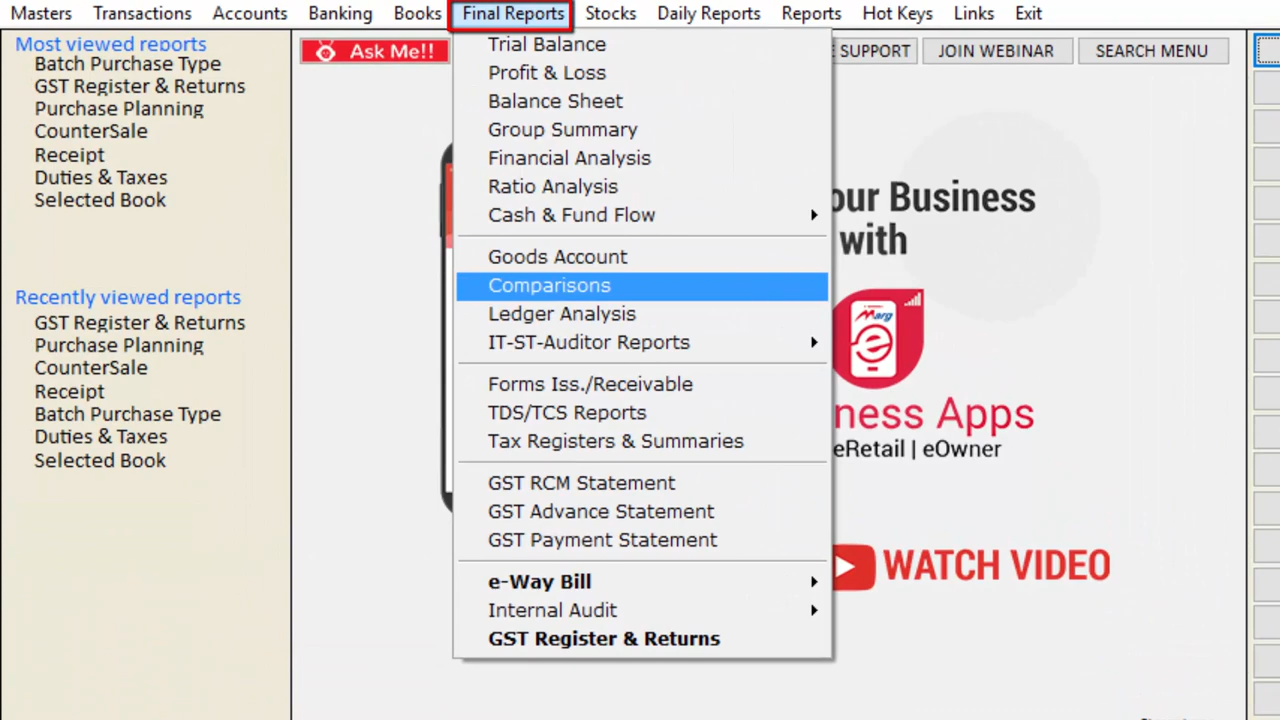 Masters Transactions Accounts Banking Books Final Reports Stocks Daily Reports Reports Hot Keys Links Exit
Most viewed reports
Batch Purchase Type
GST Register & Returns
Purchase Planning
CounterSale
Receipt
Duties & Taxes
Selected Book
Recently viewed reports
GST Register & Returns
Purchase Planning
CounterSale
Receipt
Batch Purchase Type
Duties & Taxes
Selected Book
Ask Me!!
Trial Balance
Profit & Loss
Balance Sheet
Group Summary
Financial Analysis
Ratio Analysis
Cash & Fund Flow
Goods Account
Comparisons
Ledger Analysis
IT-ST-Auditor Reports
Forms Iss./Receivable
TDS/TCS Reports
Tax Registers & Summaries
GST RCM Statement
GST Advance Statement
GST Payment Statement
e-Way Bill
Internal Audit
GST Register & Returns
SUPPORT JOIN WEBINAR SEARCH MENU
our Business
with
Marg
e
ness Apps
eRetail | eOwner
WATCH VIDEO